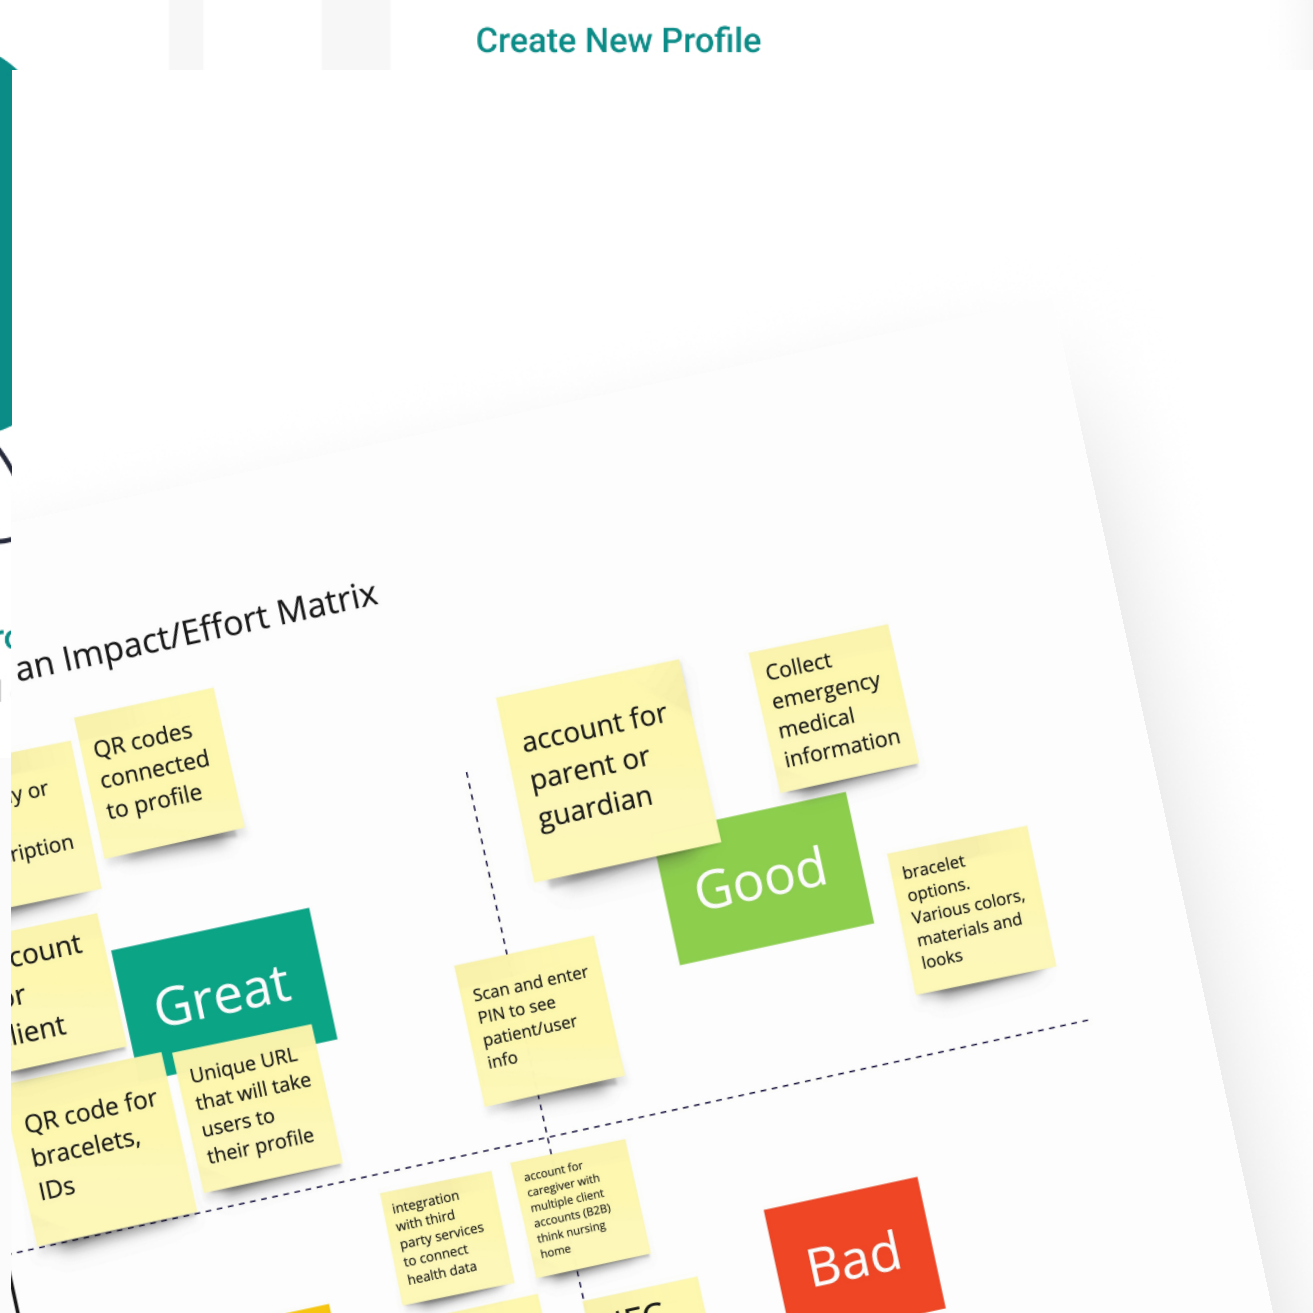 Create New Profile
an Impact/Effort Matrix
QR codes
connected
to profile
account for
parent or
guardian
Collect
emergency
medical
information
Good
bracelet
options.
Various colors,
materials and
looks
Great
Scan and enter
PIN to see
patient/user
info
Unique URL
that will take
users to
their profile
QR code for
bracelets,
IDs
integration
with third
party services
to connect
health data
account for
caregiver with
multiple client
accounts (B2B)
think nursing
home
Bad